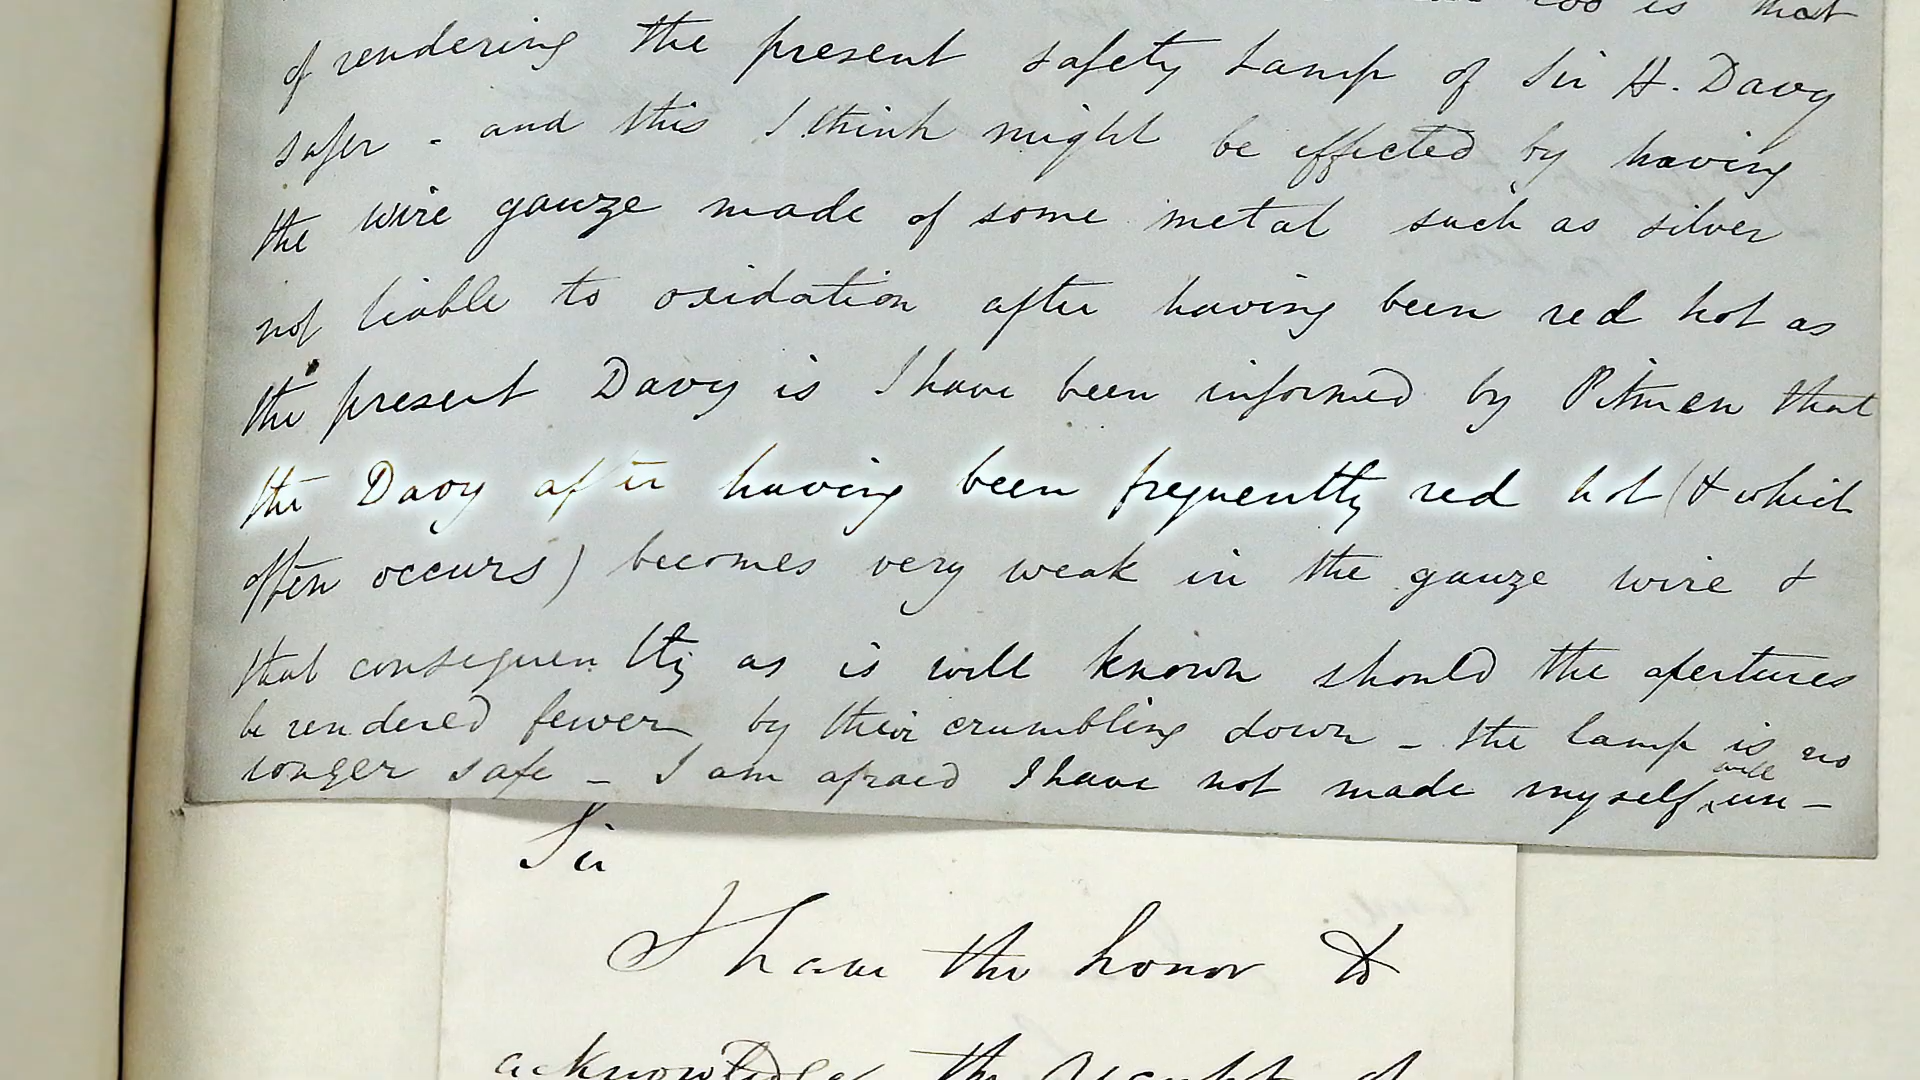 is that
of rendering the present safety Lamp of Sir H. Davy
safer - and this I think might be effected by having
the wire gauze made of some metal such as silver
not liable to oxidation after having been red hot as
the present Davy is I have been informed by Pitmen that
the Davy after having been frequently red hot (& which
often occurs) becomes very weak in the gauze wire &
that consequently as is well known should the apertures
be rendered fewer by their crumbling down - the lamp is no
longer safe - I am afraid I have not made myself well un-
Sir
I have the honor to
acknowledge the receipt of